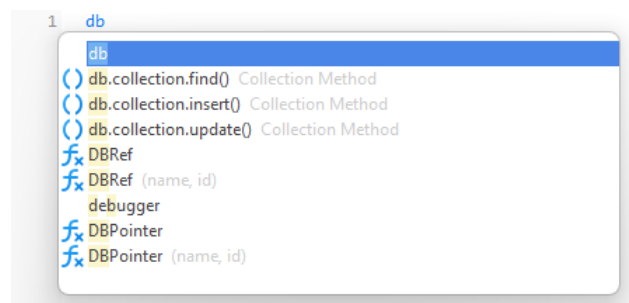 1 db
db
db.collection.find() Collection Method
db.collection.insert() Collection Method
db.collection.update() Collection Method
DBRef
DBRef (name, id)
debugger
DBPointer
DBPointer (name, id)